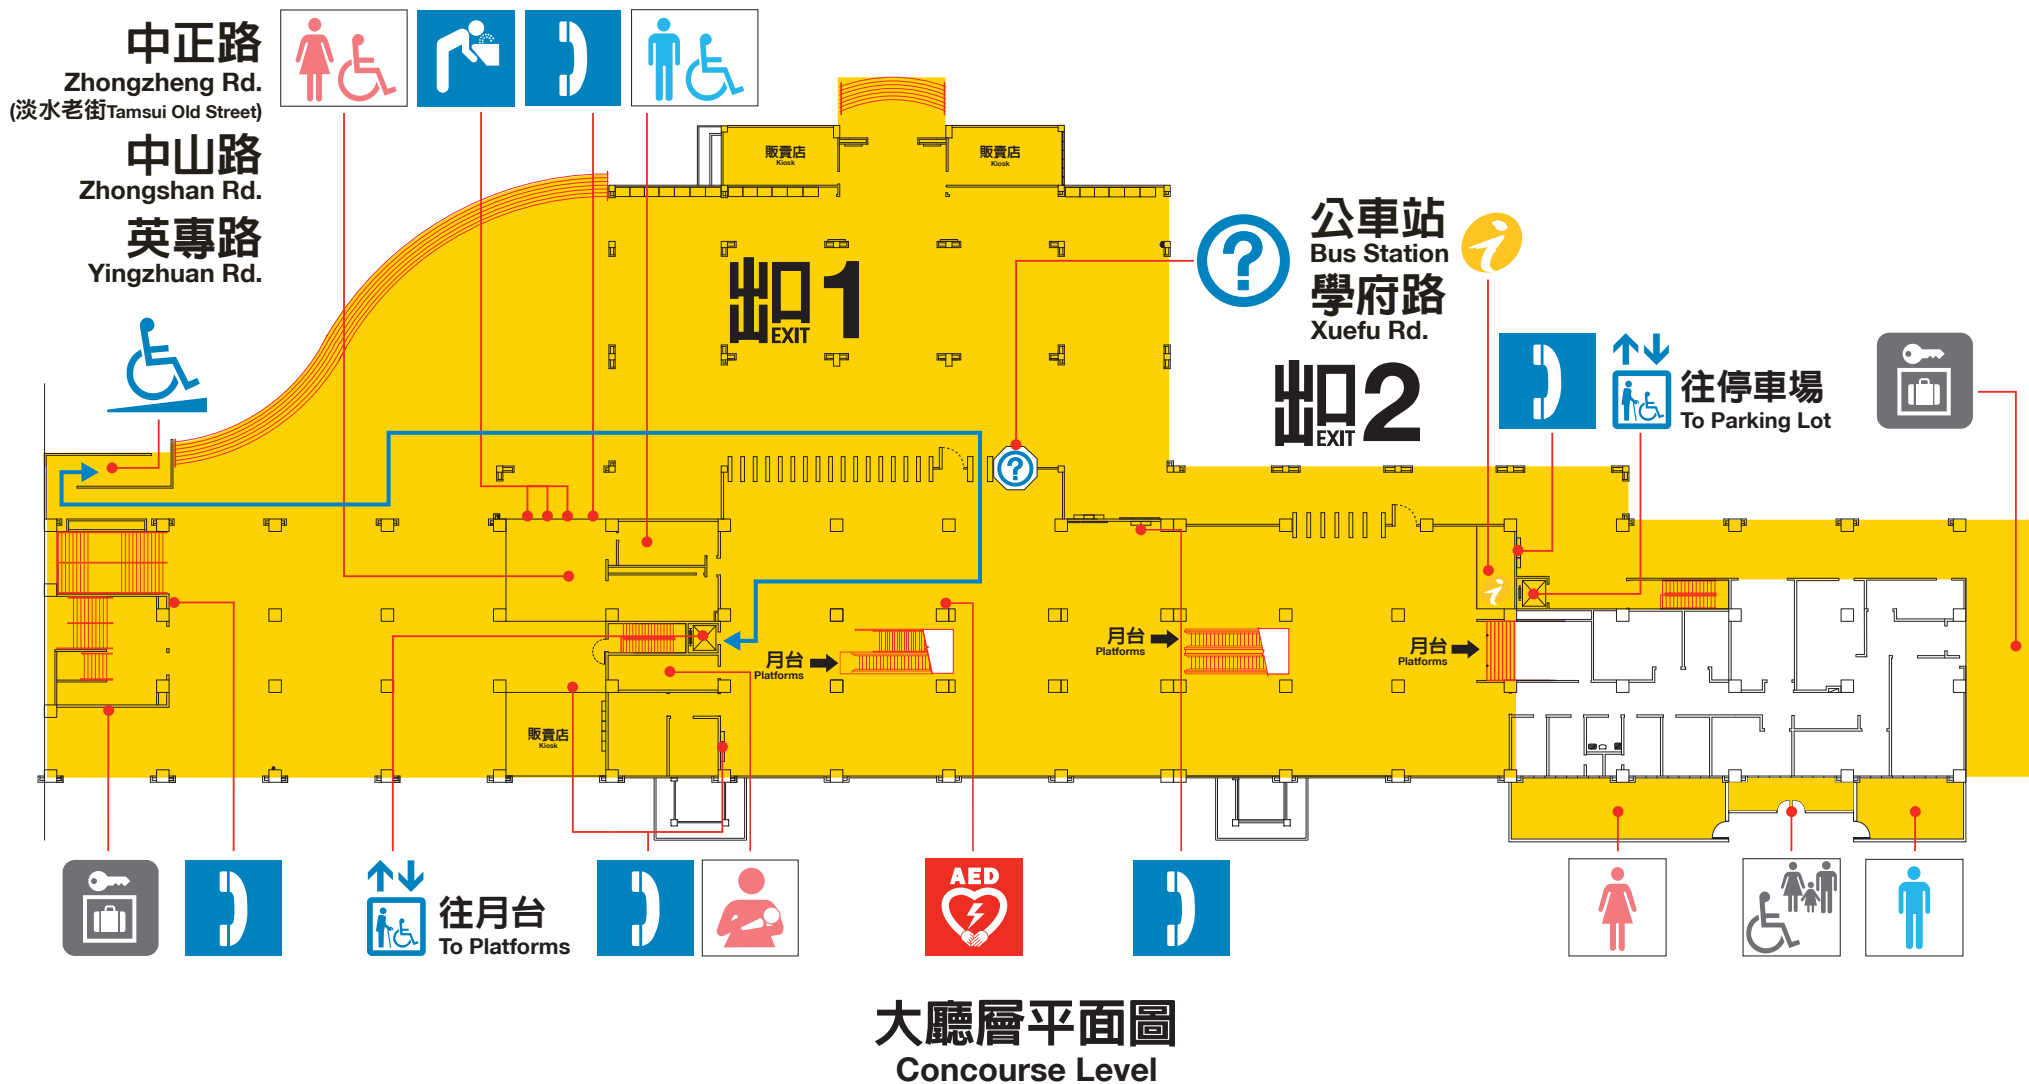 中正路
Zhongzheng Rd.
(淡水老街Tamsui Old Street)
中山路
Zhongshan Rd.
英專路
Yingzhuan Rd.
販賣店
Kiosk
販賣店
Kiosk
出口1
EXIT
?
公車站
Bus Station
學府路
Xuefu Rd.
i
出口2
EXIT
往停車場
To Parking Lot
?
i
月台
Platforms
月台
Platforms
月台
Platforms
販賣店
Kiosk
往月台
To Platforms
AED
大廳層平面圖
Concourse Level